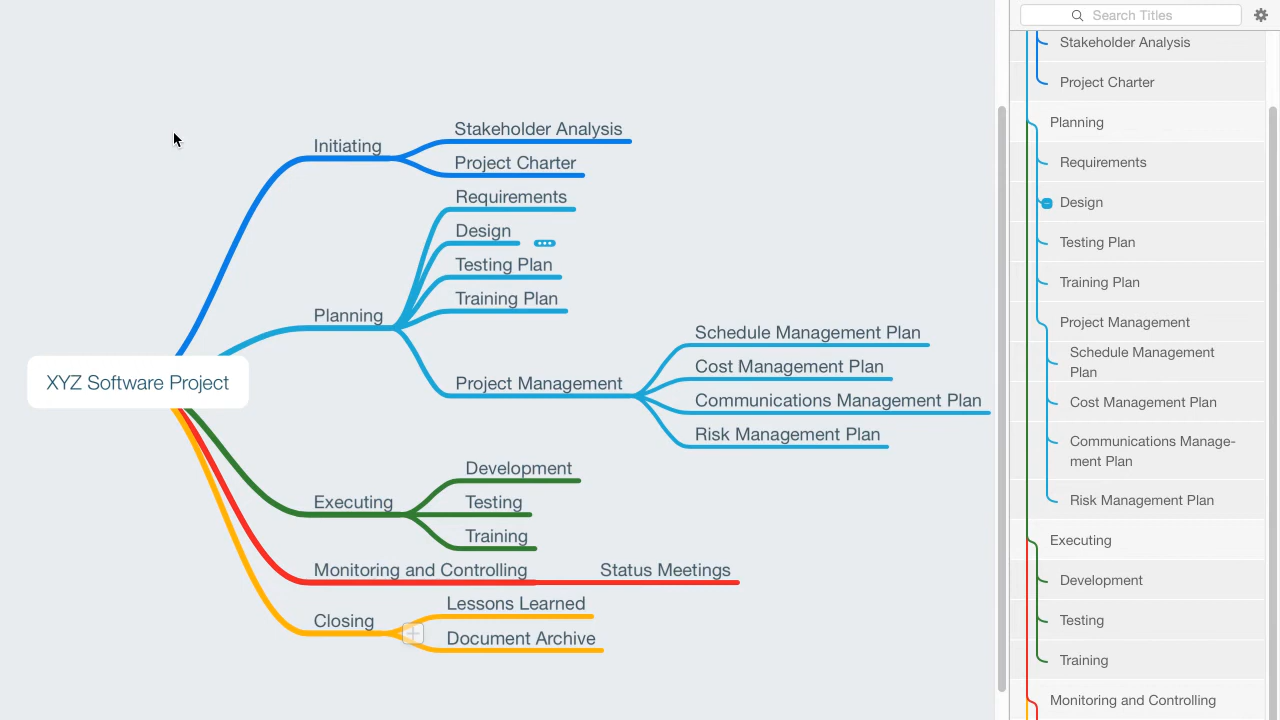 XYZ Software Project
Initiating
Stakeholder Analysis
Project Charter
Planning
Requirements
Design
Testing Plan
Training Plan
Project Management
Schedule Management Plan
Cost Management Plan
Communications Management Plan
Risk Management Plan
Executing
Development
Testing
Training
Monitoring and Controlling
Status Meetings
Closing
Lessons Learned
Document Archive
Search Titles
Stakeholder Analysis
Project Charter
Planning
Requirements
Design
Testing Plan
Training Plan
Project Management
Schedule Management
Plan
Cost Management Plan
Communications Manage-
ment Plan
Risk Management Plan
Executing
Development
Testing
Training
Monitoring and Controlling